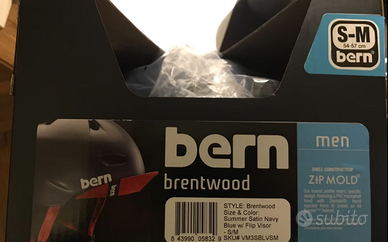 S-M
54-57 cm
bern
bern
bern
brentwood
men
SHELL CONSTRUCTION
ZiP MOLD®
STYLE: Brentwood
Size & Color:
Summer Satin Navy
Blue w/ Flip Visor
- S/M
SKU# VM3SBLVSM
8 43990 05832 9
subito